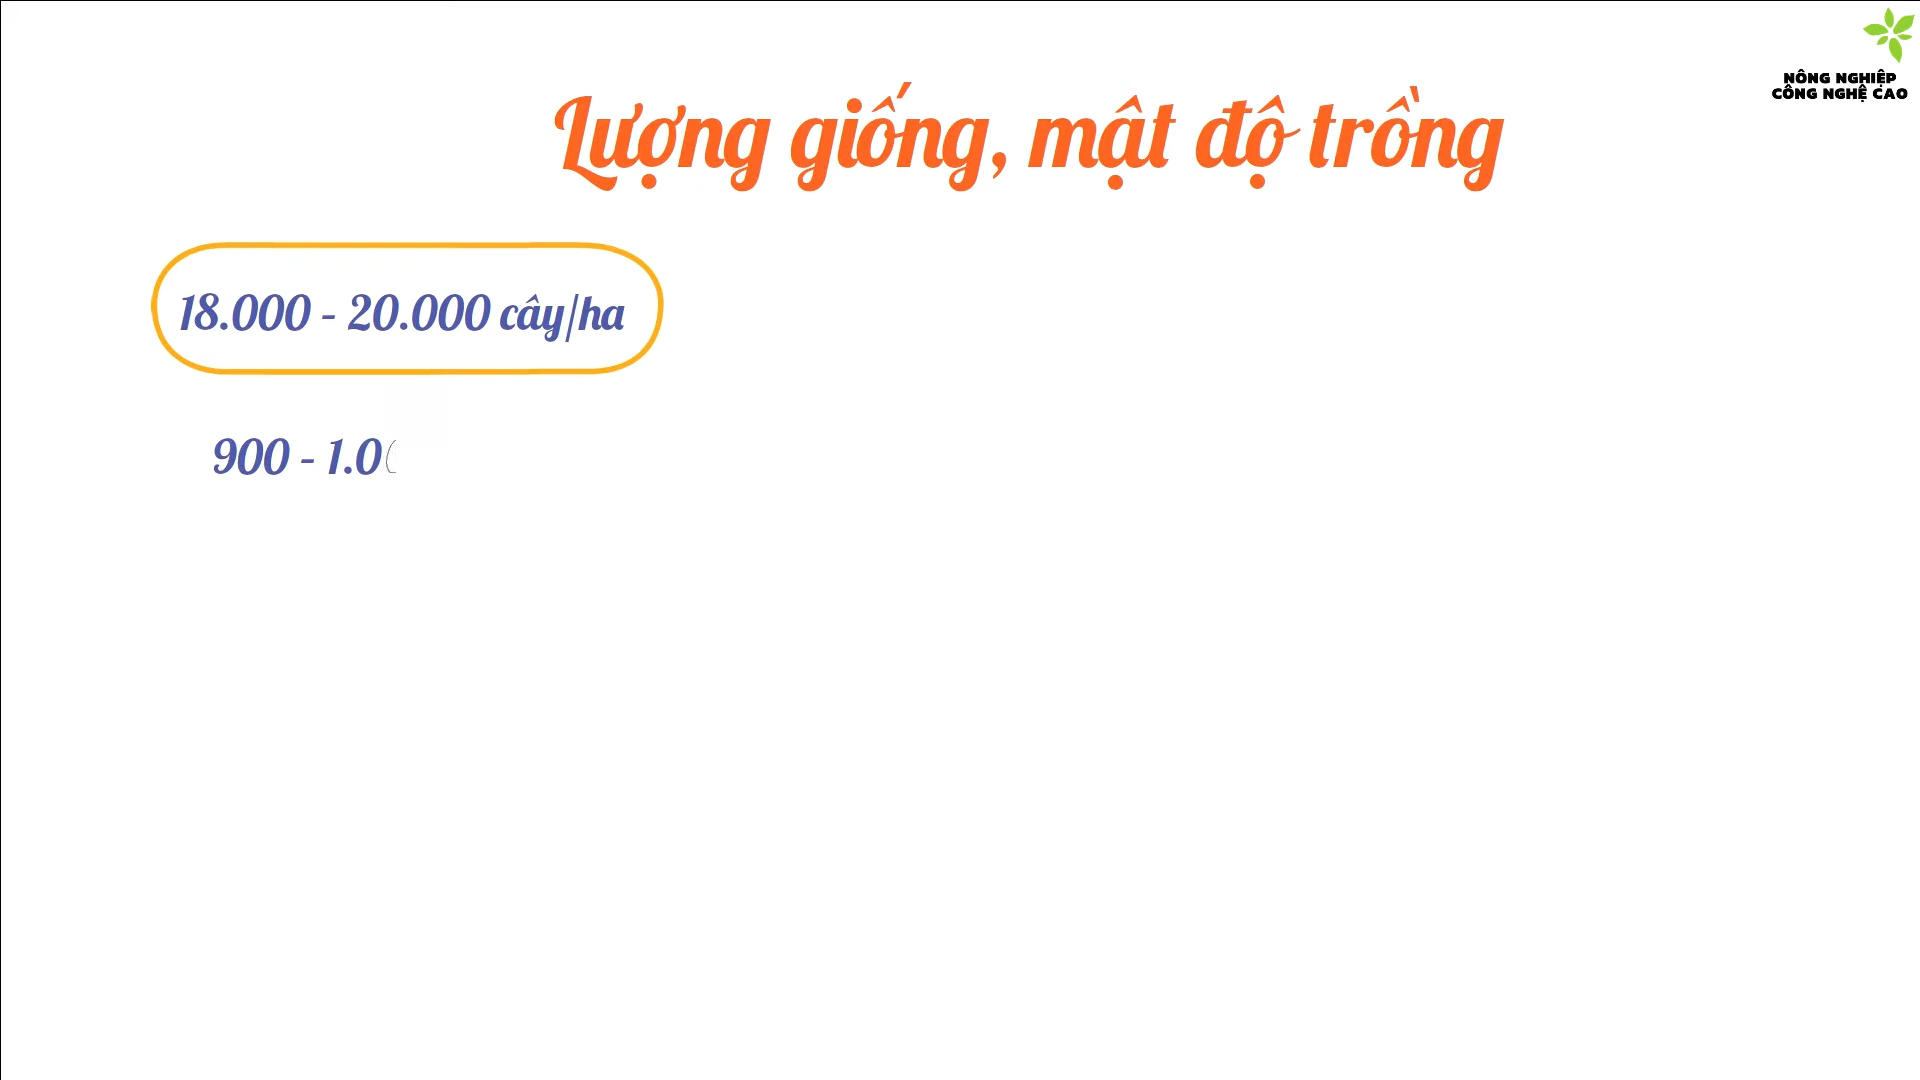 NÔNG NGHIỆP
CÔNG NGHỆ CAO
Lượng giống, mật độ trồng
18.000 - 20.000 cây/ha
900 - 1.0